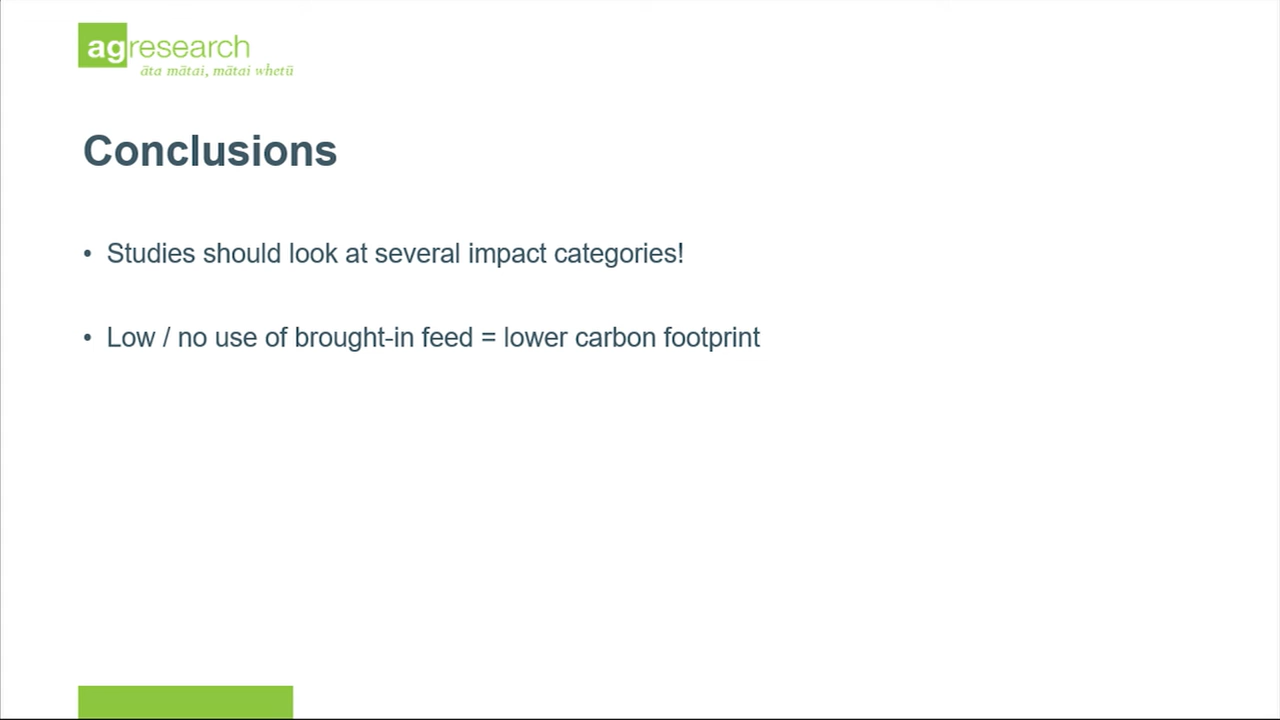 agresearch
āta mātai, mātai whetū
Conclusions
• Studies should look at several impact categories!
• Low / no use of brought-in feed = lower carbon footprint